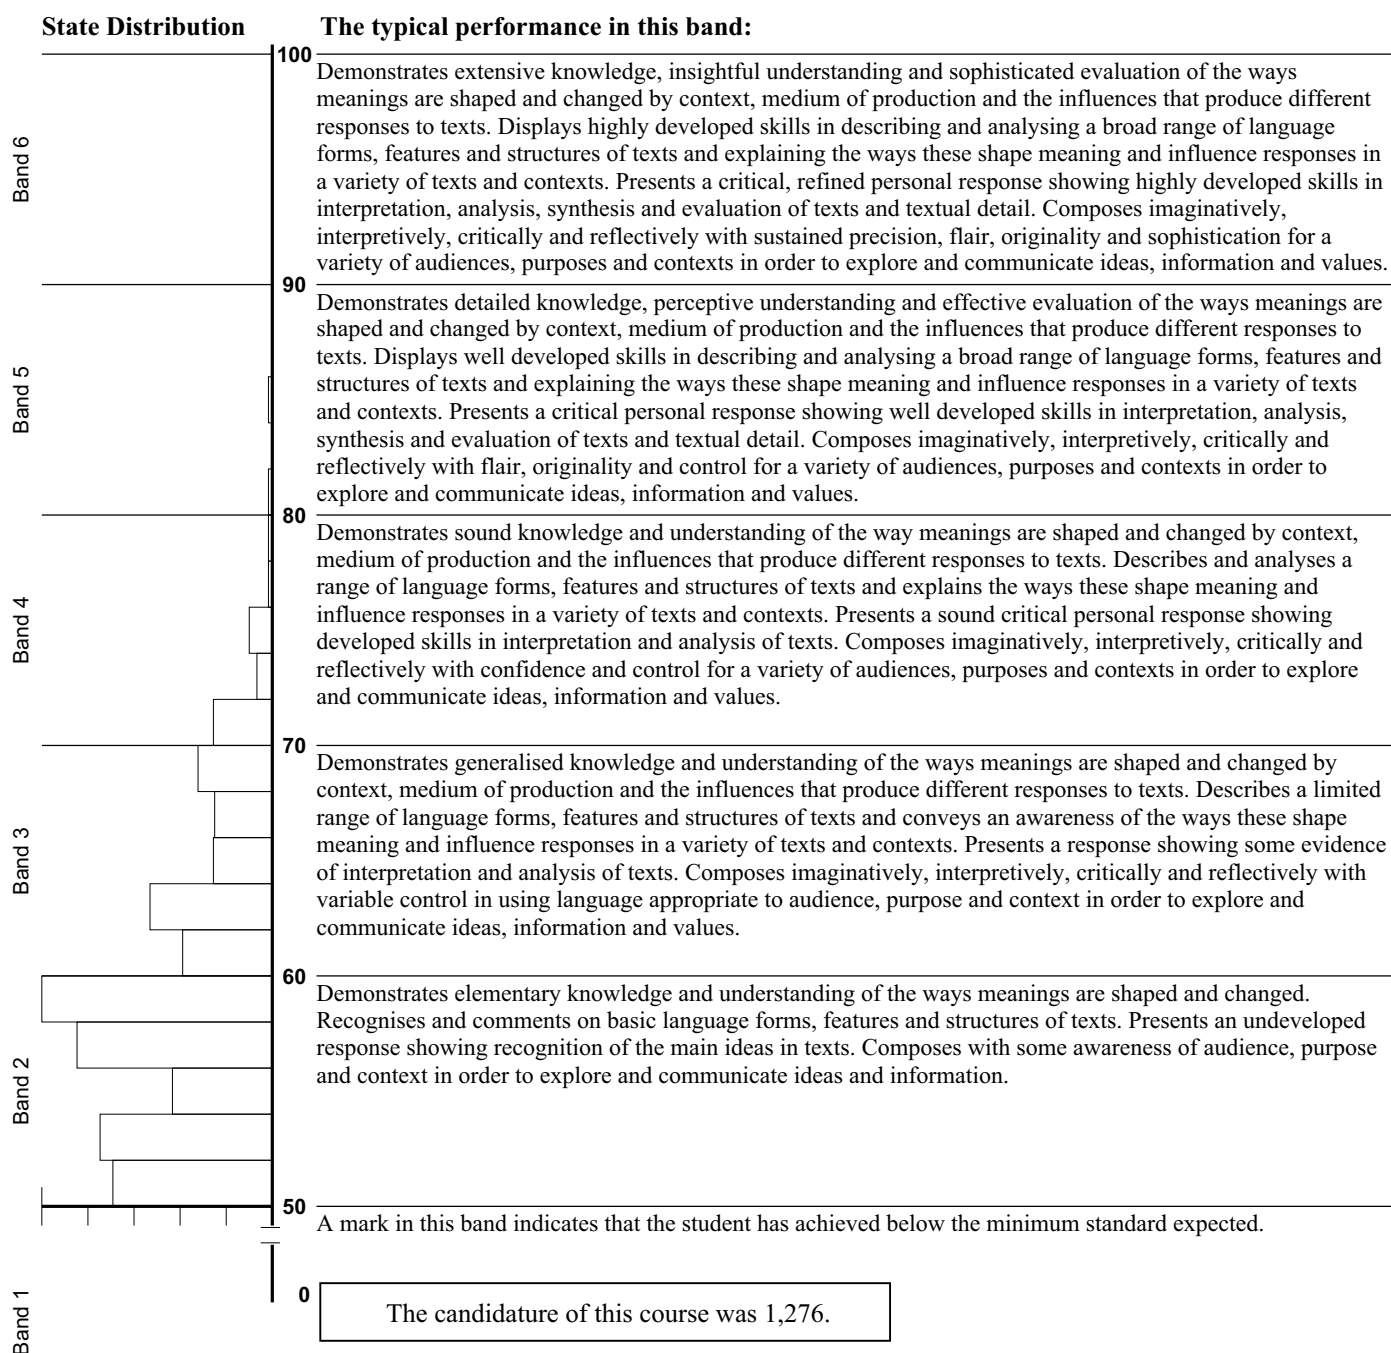 State Distribution
The typical performance in this band:
100
Band 6
Demonstrates extensive knowledge, insightful understanding and sophisticated evaluation of the ways
meanings are shaped and changed by context, medium of production and the influences that produce different
responses to texts. Displays highly developed skills in describing and analysing a broad range of language
forms, features and structures of texts and explaining the ways these shape meaning and influence responses in
a variety of texts and contexts. Presents a critical, refined personal response showing highly developed skills in
interpretation, analysis, synthesis and evaluation of texts and textual detail. Composes imaginatively,
interpretively, critically and reflectively with sustained precision, flair, originality and sophistication for a
variety of audiences, purposes and contexts in order to explore and communicate ideas, information and values.
90
Band 5
Demonstrates detailed knowledge, perceptive understanding and effective evaluation of the ways meanings are
shaped and changed by context, medium of production and the influences that produce different responses to
texts. Displays well developed skills in describing and analysing a broad range of language forms, features and
structures of texts and explaining the ways these shape meaning and influence responses in a variety of texts
and contexts. Presents a critical personal response showing well developed skills in interpretation, analysis,
synthesis and evaluation of texts and textual detail. Composes imaginatively, interpretively, critically and
reflectively with flair, originality and control for a variety of audiences, purposes and contexts in order to
explore and communicate ideas, information and values.
80
Band 4
Demonstrates sound knowledge and understanding of the way meanings are shaped and changed by context,
medium of production and the influences that produce different responses to texts. Describes and analyses a
range of language forms, features and structures of texts and explains the ways these shape meaning and
influence responses in a variety of texts and contexts. Presents a sound critical personal response showing
developed skills in interpretation and analysis of texts. Composes imaginatively, interpretively, critically and
reflectively with confidence and control for a variety of audiences, purposes and contexts in order to explore
and communicate ideas, information and values.
70
Band 3
Demonstrates generalised knowledge and understanding of the ways meanings are shaped and changed by
context, medium of production and the influences that produce different responses to texts. Describes a limited
range of language forms, features and structures of texts and conveys an awareness of the ways these shape
meaning and influence responses in a variety of texts and contexts. Presents a response showing some evidence
of interpretation and analysis of texts. Composes imaginatively, interpretively, critically and reflectively with
variable control in using language appropriate to audience, purpose and context in order to explore and
communicate ideas, information and values.
60
Band 2
Demonstrates elementary knowledge and understanding of the ways meanings are shaped and changed.
Recognises and comments on basic language forms, features and structures of texts. Presents an undeveloped
response showing recognition of the main ideas in texts. Composes with some awareness of audience, purpose
and context in order to explore and communicate ideas and information.
50
Band 1
A mark in this band indicates that the student has achieved below the minimum standard expected.
0
The candidature of this course was 1,276.